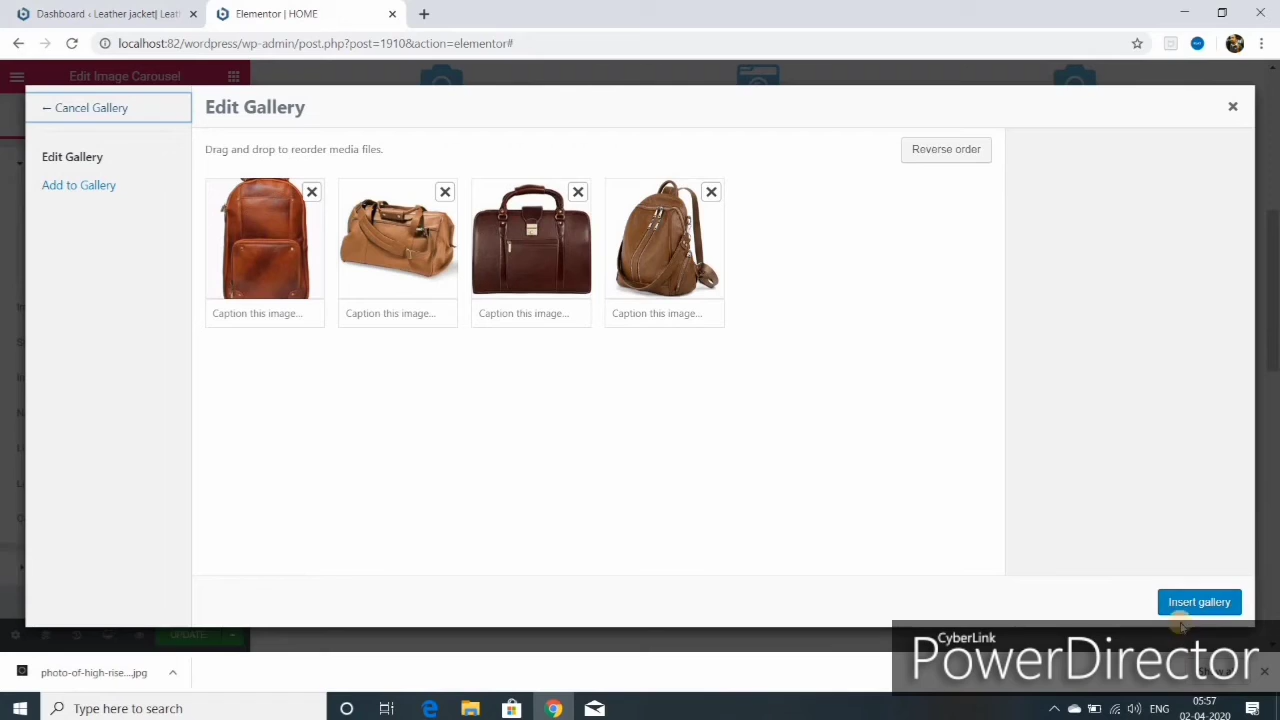 Dashboard ‹ Leather jacket| Leatl
Elementor | HOME
localhost:82/wordpress/wp-admin/post.php?post=1910&action=elementor#
Edit Image Carousel
← Cancel Gallery
Edit Gallery
Edit Gallery
Add to Gallery
Drag and drop to reorder media files.
Reverse order
Caption this image...
Caption this image...
Caption this image...
Caption this image...
Insert gallery
UPDATE
CyberLink
PowerDirector
photo-of-high-rise....jpg
Type here to search
ENG
05:57
02-04-2020